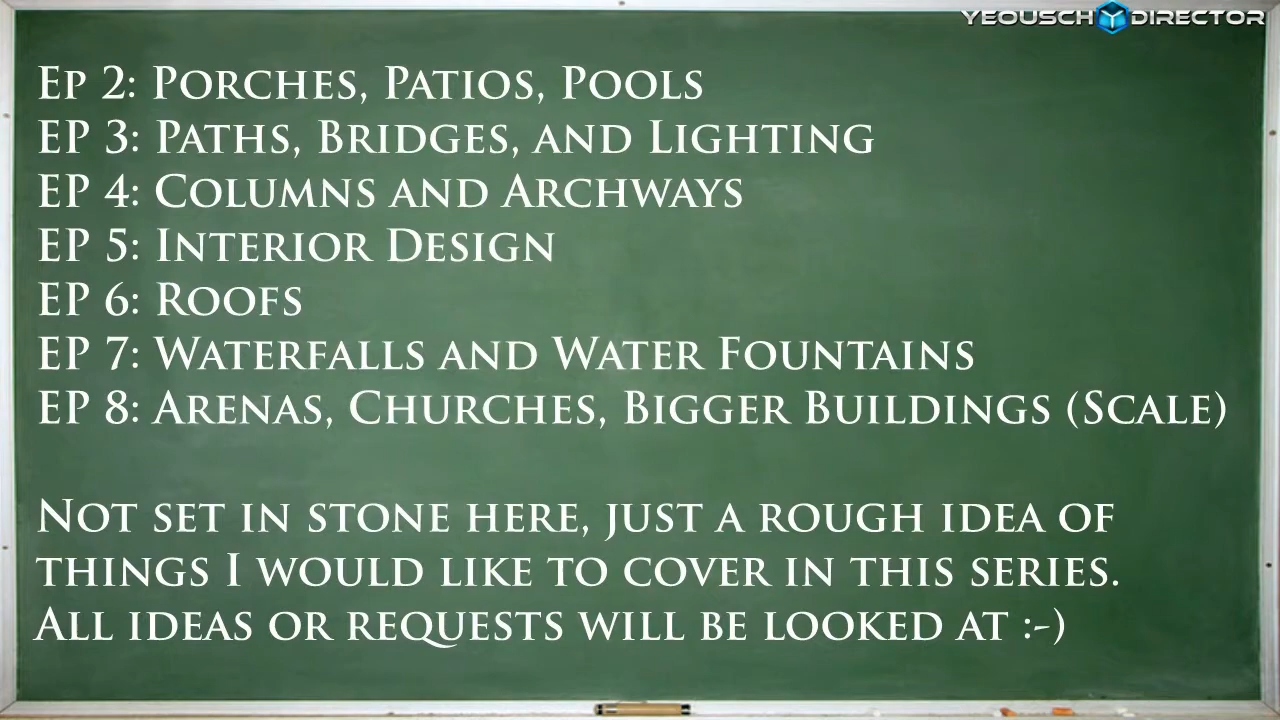 YEOUSCH DIRECTOR
Ep 2: Porches, Patios, Pools
EP 3: Paths, Bridges, and Lighting
EP 4: Columns and Archways
EP 5: Interior Design
EP 6: Roofs
EP 7: Waterfalls and Water Fountains
EP 8: Arenas, Churches, Bigger Buildings (Scale)
Not set in stone here, just a rough idea of
things I would like to cover in this series.
All ideas or requests will be looked at :-)